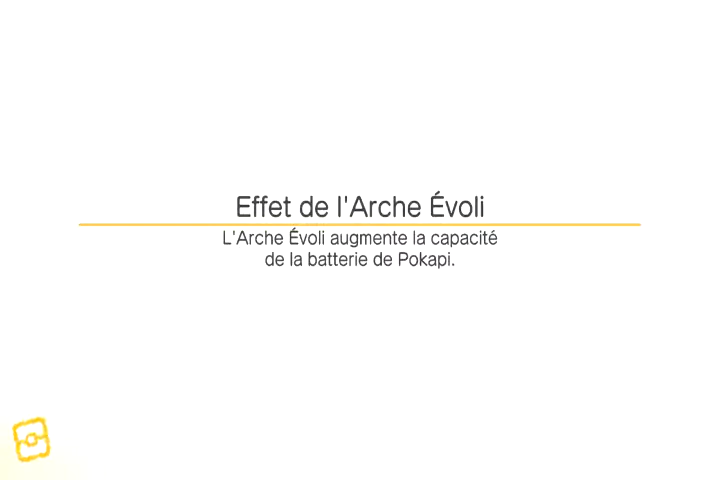 Effet de l'Arche Évoli
L'Arche Évoli augmente la capacité
de la batterie de Pokapi.